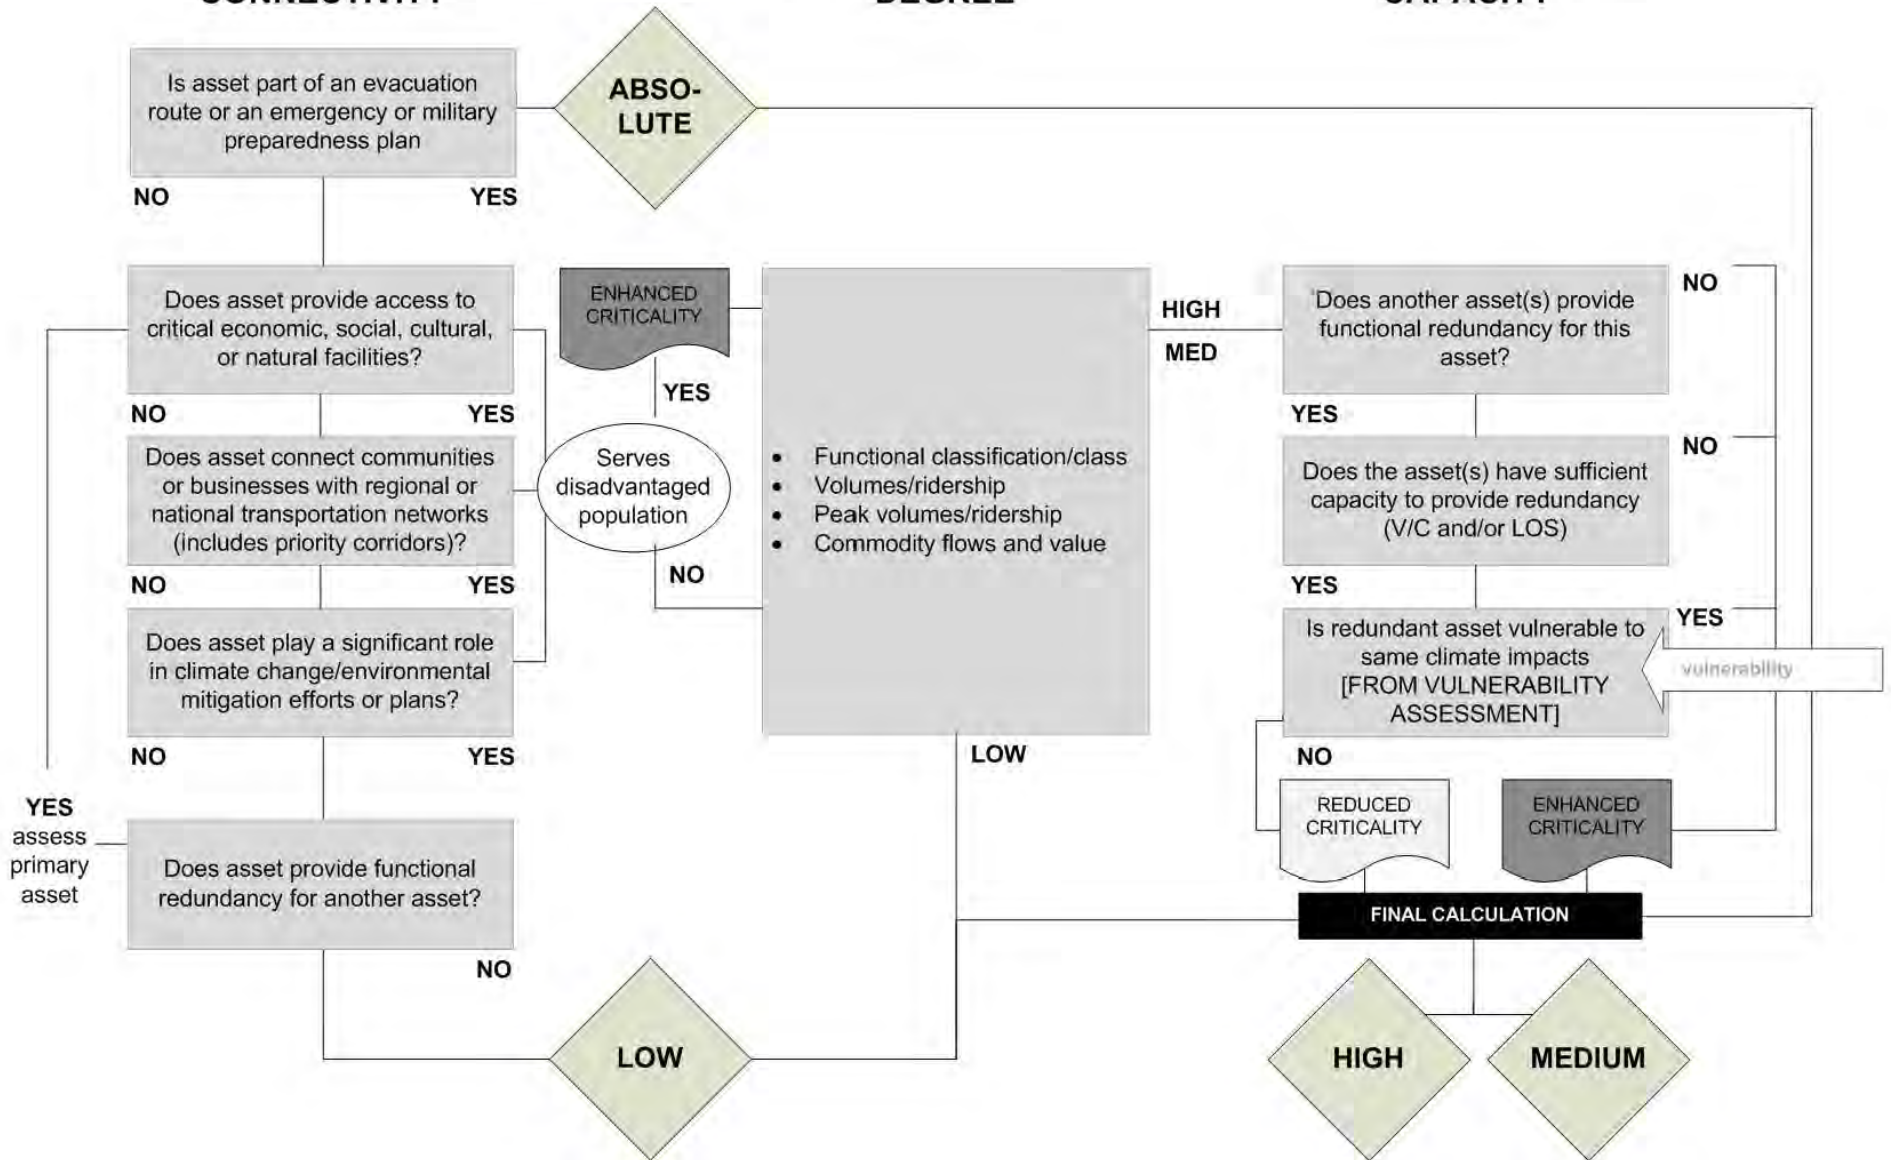 CONNECTIVITY
DEGREE
CAPACITY
Is asset part of an evacuation
route or an emergency or military
preparedness plan
NO
YES
ABSO-
LUTE
Does asset provide access to
critical economic, social, cultural,
or natural facilities?
NO
YES
Does asset connect communities
or businesses with regional or
national transportation networks
(includes priority corridors)?
NO
YES
Does asset play a significant role
in climate change/environmental
mitigation efforts or plans?
NO
YES
YES
assess
primary
asset
Does asset provide functional
redundancy for another asset?
NO
ENHANCED
CRITICALITY
YES
Serves
disadvantaged
population
NO
• Functional classification/class
• Volumes/ridership
• Peak volumes/ridership
• Commodity flows and value
HIGH
MED
LOW
LOW
Does another asset(s) provide
functional redundancy for this
asset?
NO
YES
Does the asset(s) have sufficient
capacity to provide redundancy
(V/C and/or LOS)
NO
YES
Is redundant asset vulnerable to
same climate impacts
[FROM VULNERABILITY
ASSESSMENT]
YES
vulnerability
NO
REDUCED
CRITICALITY
ENHANCED
CRITICALITY
FINAL CALCULATION
HIGH
MEDIUM